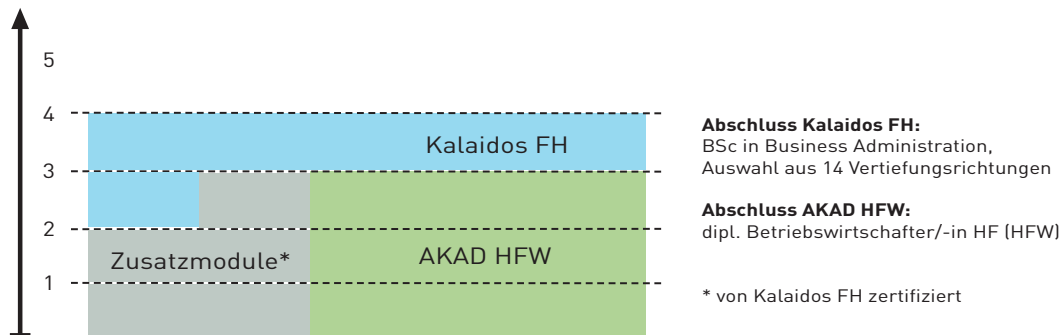 5
4
3
2
1
Kalaidos FH
Zusatzmodule*
AKAD HFW
Abschluss Kalaidos FH:
BSc in Business Administration,
Auswahl aus 14 Vertiefungsrichtungen
Abschluss AKAD HFW:
dipl. Betriebswirtschafter/-in HF (HFW)
* von Kalaidos FH zertifiziert